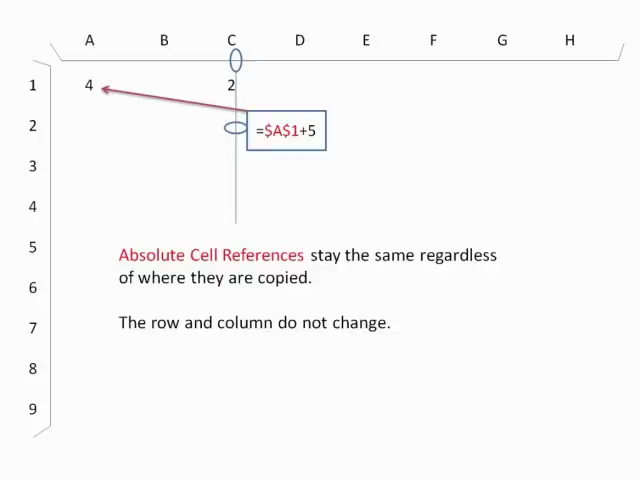 A B C D E F G H
1 4 2
2 =$A$1+5
3
4
5
Absolute Cell References stay the same regardless
of where they are copied.
6
The row and column do not change.
7
8
9